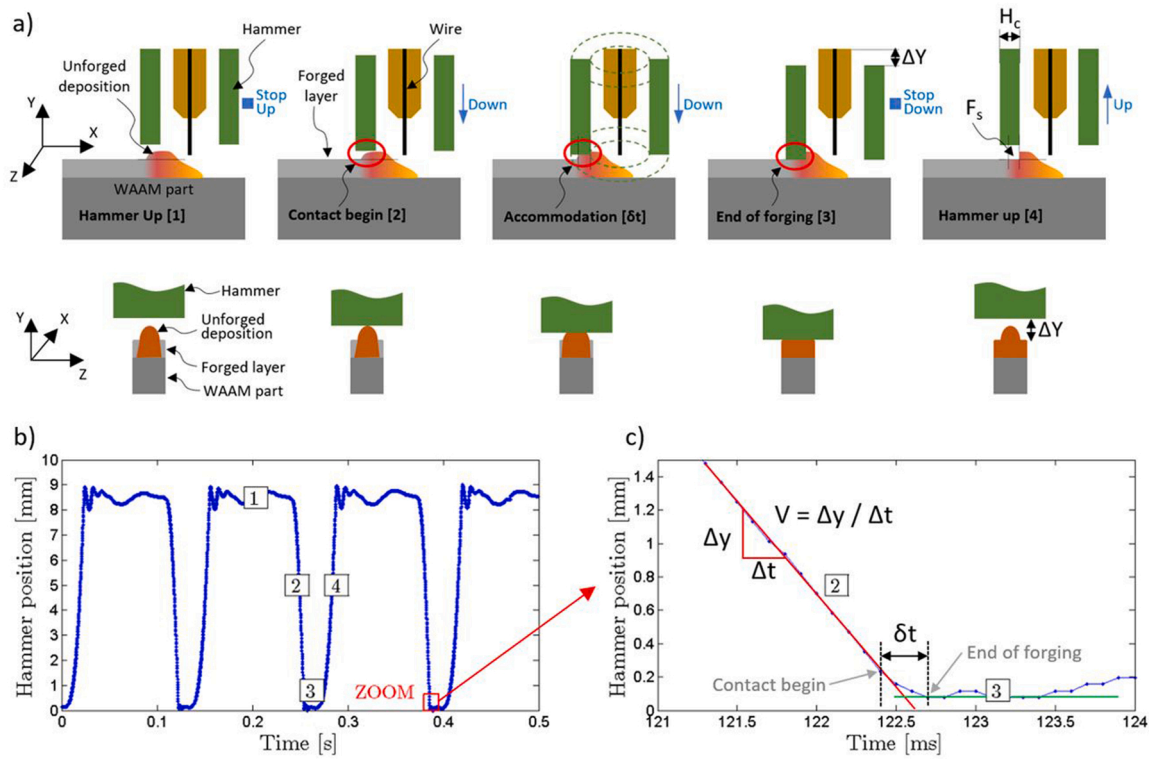 a)
Hammer
Wire
Unforged
deposition
Stop
Up
Y
X
Z
WAAM part
Hammer Up [1]
Forged
layer
Down
Contact begin [2]
Down
Accommodation [δt]
ΔY
Stop
Down
End of forging [3]
H_c
F_s
Up
Hammer up [4]
Y
X
Z
Hammer
Unforged
deposition
Forged layer
WAAM part
ΔY
b)
Hammer position [mm]
10
9
8
7
6
5
4
3
2
1
0
1
2
4
3
ZOOM
0
0.1
0.2
0.3
0.4
0.5
Time [s]
c)
Hammer position [mm]
1.4
1.2
1
0.8
0.6
0.4
0.2
0
V = Δy / Δt
Δy
Δt
2
δt
End of forging
Contact begin
3
121
121.5
122
122.5
123
123.5
124
Time [ms]